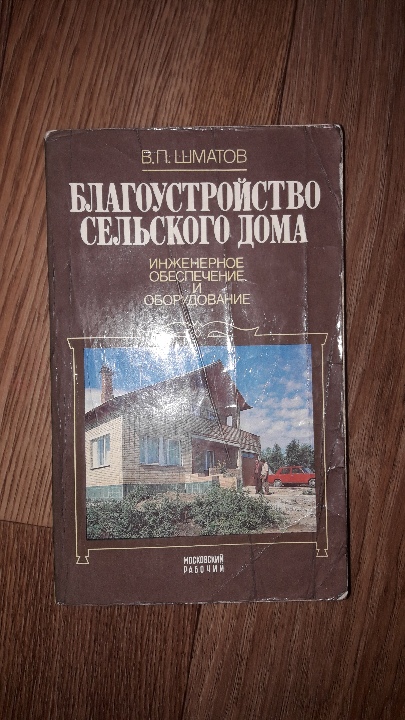 В.П. ШМАТОВ
БЛАГОУСТРОЙСТВО
СЕЛЬСКОГО ДОМА
ИНЖЕНЕРНОЕ
ОБЕСПЕЧЕНИЕ
И
ОБОРУДОВАНИЕ
МОСКОВСКИЙ
РАБОЧИЙ